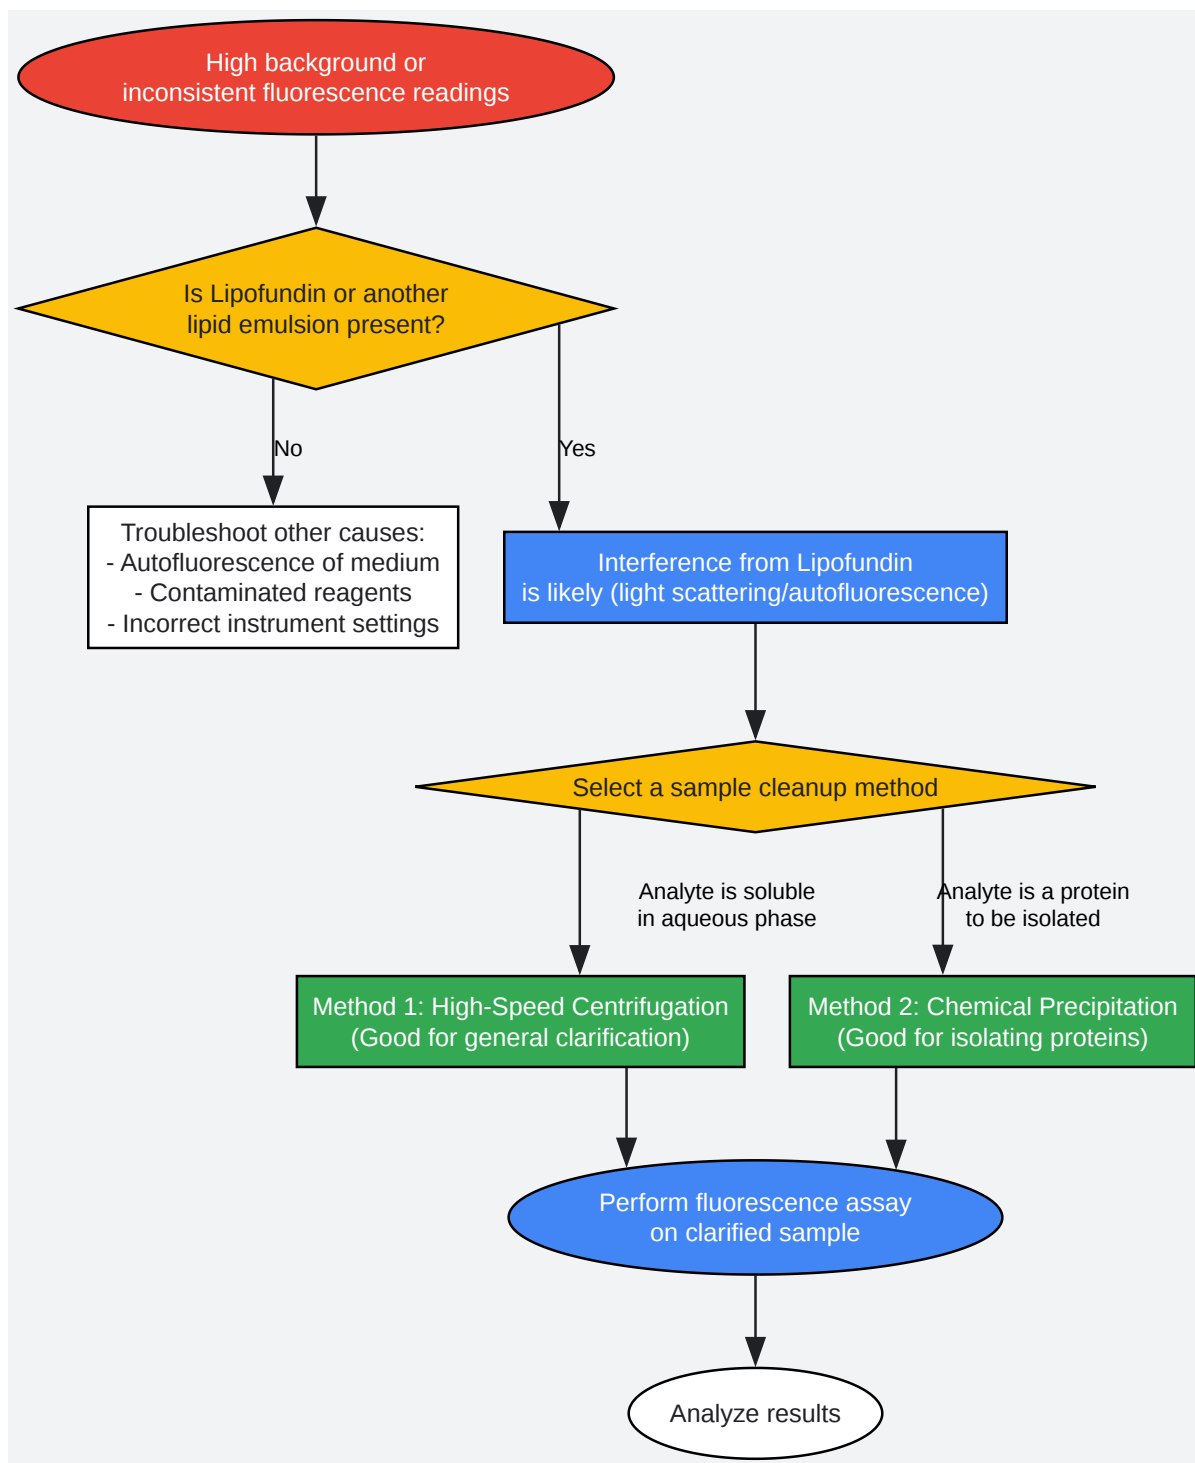 High background or
inconsistent fluorescence readings
Is Lipofundin or another
lipid emulsion present?
No
Yes
Troubleshoot other causes:
- Autofluorescence of medium
- Contaminated reagents
- Incorrect instrument settings
Interference from Lipofundin
is likely (light scattering/autofluorescence)
Select a sample cleanup method
Analyte is soluble
in aqueous phase
Analyte is a protein
to be isolated
Method 1: High-Speed Centrifugation
(Good for general clarification)
Method 2: Chemical Precipitation
(Good for isolating proteins)
Perform fluorescence assay
on clarified sample
Analyze results